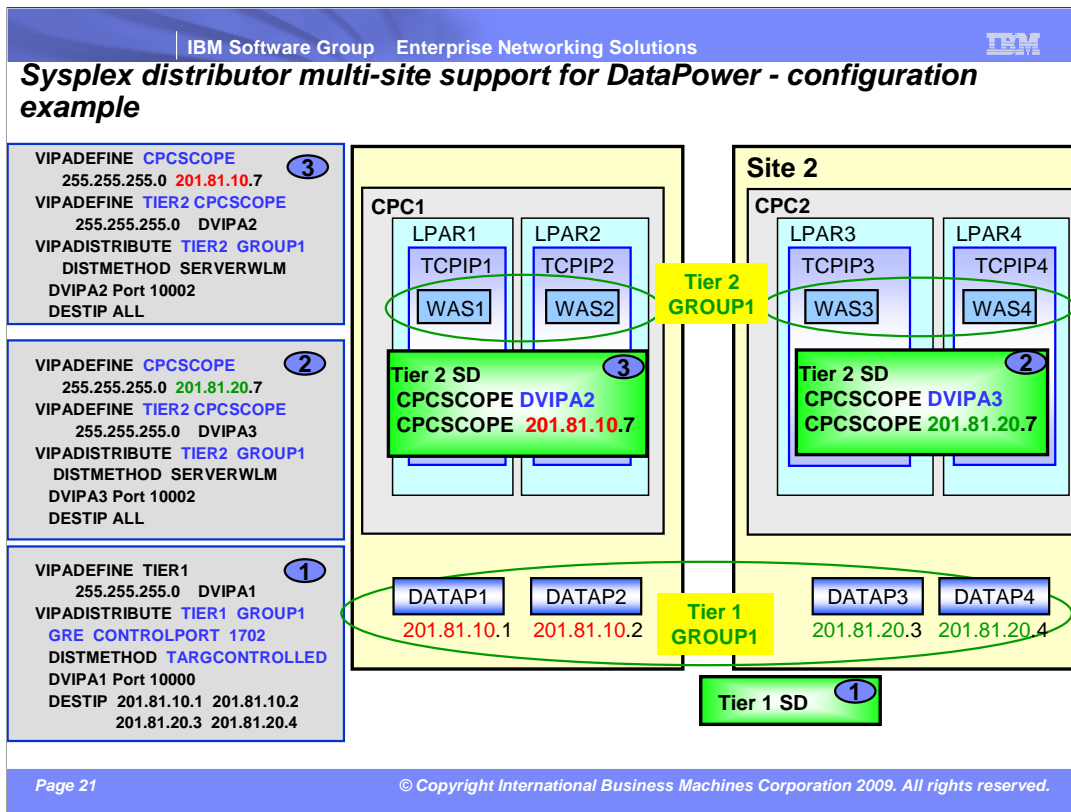 IBM Software Group Enterprise Networking Solutions
IBM
Sysplex distributor multi-site support for DataPower - configuration
example
VIPADEFINE CPCSCOPE
3
255.255.255.0 201.81.10.7
VIPADEFINE TIER2 CPCSCOPE
255.255.255.0 DVIPA2
VIPADISTRIBUTE TIER2 GROUP1
DISTMETHOD SERVERWLM
DVIPA2 Port 10002
DESTIP ALL
VIPADEFINE CPCSCOPE
2
255.255.255.0 201.81.20.7
VIPADEFINE TIER2 CPCSCOPE
255.255.255.0 DVIPA3
VIPADISTRIBUTE TIER2 GROUP1
DISTMETHOD SERVERWLM
DVIPA3 Port 10002
DESTIP ALL
VIPADEFINE TIER1
1
255.255.255.0 DVIPA1
VIPADISTRIBUTE TIER1 GROUP1
GRE CONTROLPORT 1702
DISTMETHOD TARGCONTROLLED
DVIPA1 Port 10000
DESTIP 201.81.10.1 201.81.10.2
201.81.20.3 201.81.20.4
CPC1
LPAR1
LPAR2
TCPIP1
TCPIP2
WAS1
WAS2
Tier 2 SD
3
CPCSCOPE DVIPA2
CPCSCOPE 201.81.10.7
Tier 2
GROUP1
Site 2
CPC2
LPAR3
LPAR4
TCPIP3
TCPIP4
WAS3
WAS4
Tier 2 SD
2
CPCSCOPE DVIPA3
CPCSCOPE 201.81.20.7
DATAP1
DATAP2
201.81.10.1
201.81.10.2
Tier 1
GROUP1
DATAP3
DATAP4
201.81.20.3
201.81.20.4
Tier 1 SD
1
Page 21
© Copyright International Business Machines Corporation 2009. All rights reserved.